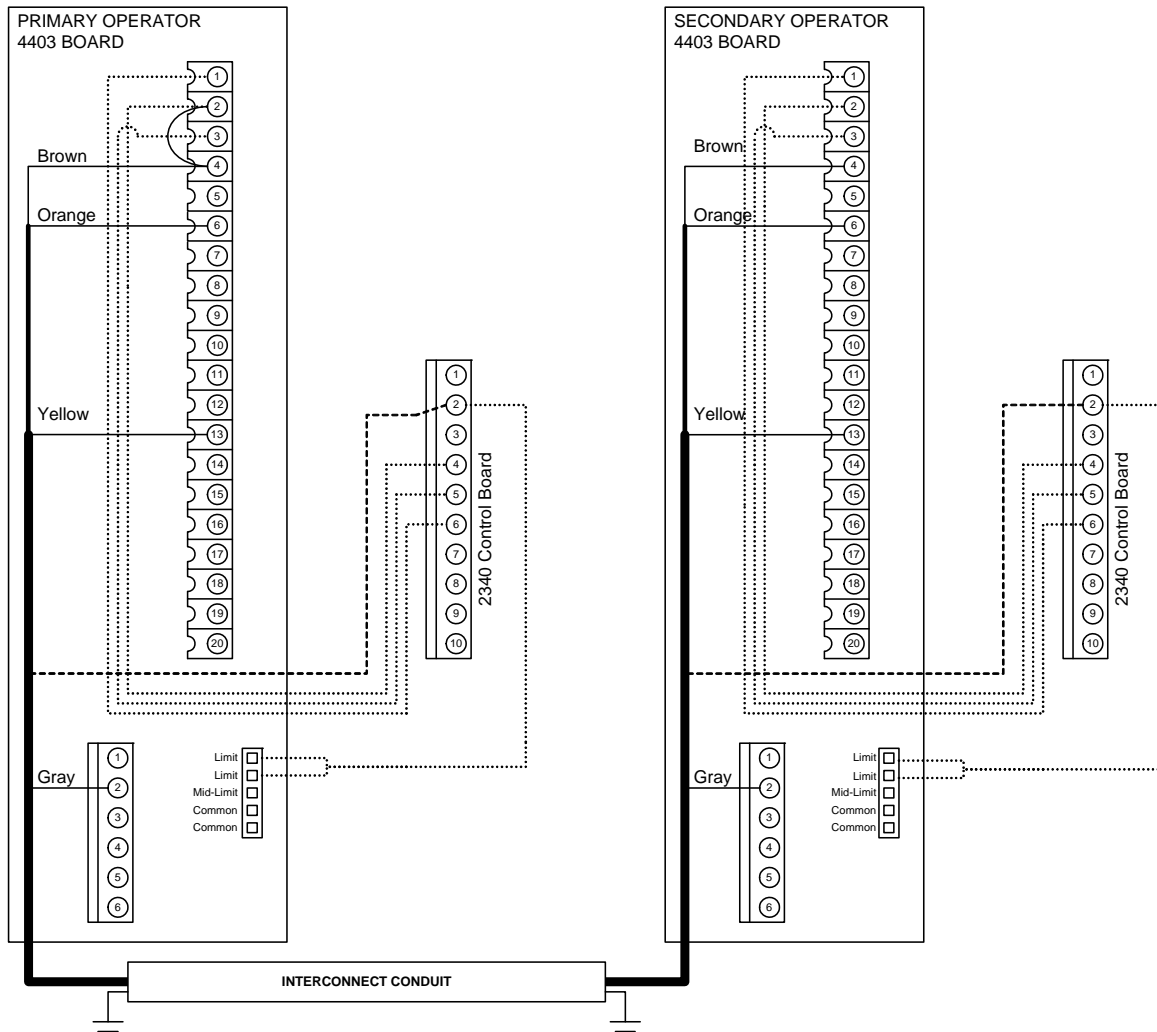 PRIMARY OPERATOR
4403 BOARD
1
2
3
4
5
6
7
8
9
10
11
12
13
14
15
16
17
18
19
20
Brown
Orange
Yellow
Gray
1
2
3
4
5
6
7
8
9
10
2340 Control Board
1
2
3
4
5
6
Limit
Limit
Mid-Limit
Common
Common
SECONDARY OPERATOR
4403 BOARD
1
2
3
4
5
6
7
8
9
10
11
12
13
14
15
16
17
18
19
20
Brown
Orange
Yellow
Gray
1
2
3
4
5
6
7
8
9
10
2340 Control Board
1
2
3
4
5
6
Limit
Limit
Mid-Limit
Common
Common
INTERCONNECT CONDUIT